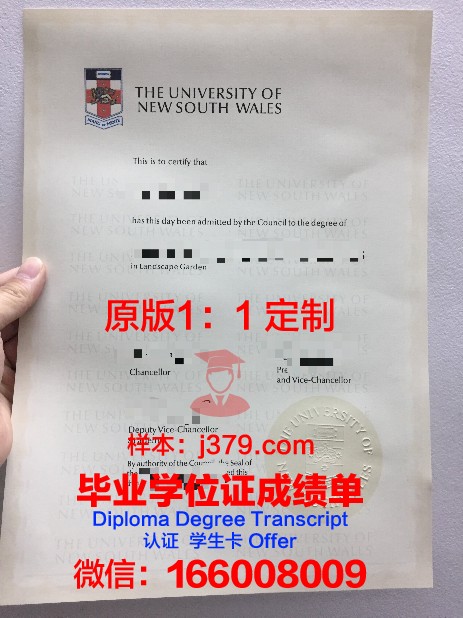 THE UNIVERSITY OF
NEW SOUTH WALES
This is to certify that
has this day been admitted by the Council to the degree of
in Landscape Garden
原版1：1 定制
Chancellor
and Vice-Chancellor
Deputy Vice-Chancellor
样本：j379.com
By authority of the Council, the Seal of
this
毕业学位证成绩单
Diploma Degree Transcript
认证 学生卡 Offer
微信：166008009